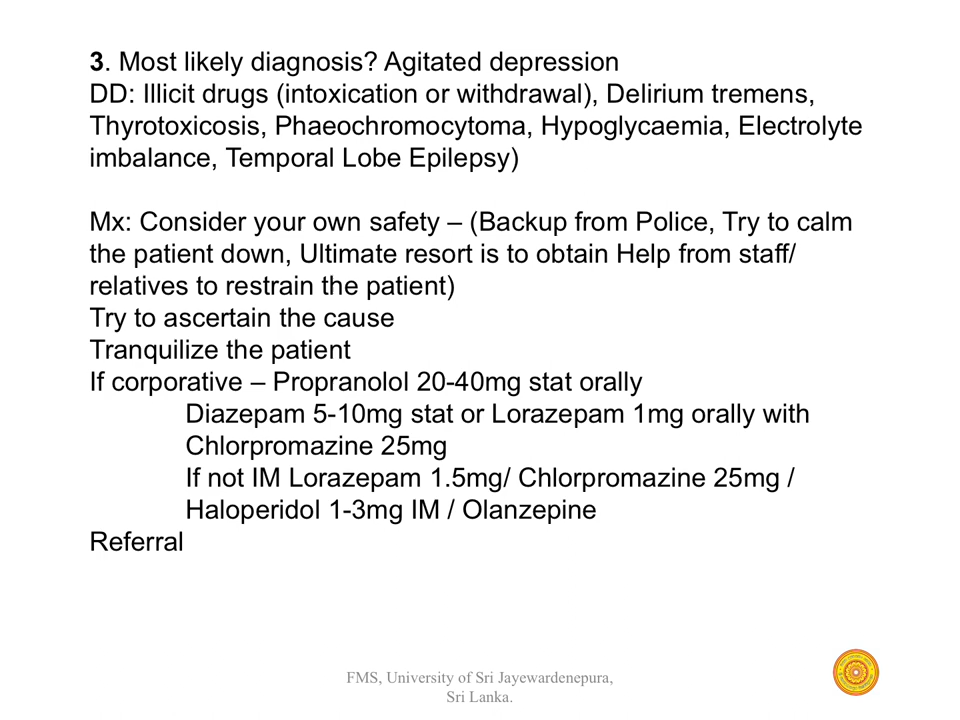 3. Most likely diagnosis? Agitated depression
DD: Illicit drugs (intoxication or withdrawal), Delirium tremens,
Thyrotoxicosis, Phaeochromocytoma, Hypoglycaemia, Electrolyte
imbalance, Temporal Lobe Epilepsy)
Mx: Consider your own safety – (Backup from Police, Try to calm
the patient down, Ultimate resort is to obtain Help from staff/
relatives to restrain the patient)
Try to ascertain the cause
Tranquilize the patient
If corporative – Propranolol 20-40mg stat orally
Diazepam 5-10mg stat or Lorazepam 1mg orally with
Chlorpromazine 25mg
If not IM Lorazepam 1.5mg/ Chlorpromazine 25mg /
Haloperidol 1-3mg IM / Olanzepine
Referral
FMS, University of Sri Jayewardenepura,
Sri Lanka.